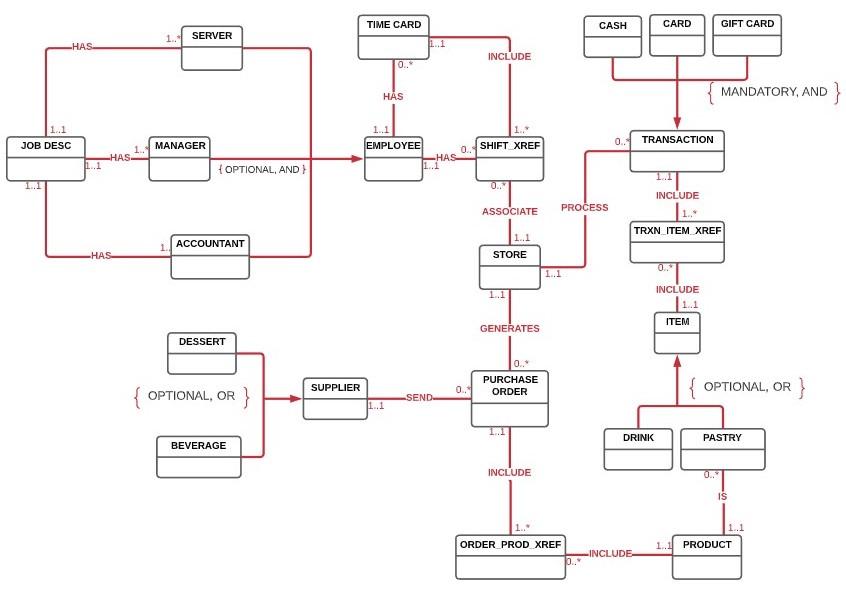 TIME CARD
CASH
CARD
GIFT CARD
HAS
1..*
SERVER
1..1
INCLUDE
0..*
{ MANDATORY, AND }
HAS
1..1
1..1
1..*
0..*
TRANSACTION
JOB DESC
HAS
1..*
MANAGER
EMPLOYEE
HAS
0..*
SHIFT_XREF
1..1
{ OPTIONAL, AND }
1..1
1..1
0..*
1..1
INCLUDE
ASSOCIATE
PROCESS
1..*
1..1
TRXN_ITEM_XREF
HAS
1..
ACCOUNTANT
STORE
1..1
0..*
INCLUDE
1..1
1..1
ITEM
GENERATES
DESSERT
0..*
{ OPTIONAL, OR }
SUPPLIER
1..1
SEND
0..*
PURCHASE
ORDER
{ OPTIONAL, OR }
BEVERAGE
1..1
DRINK
PASTRY
INCLUDE
0..*
IS
1..*
1..1
ORDER_PROD_XREF
0..*
INCLUDE
1..1
PRODUCT